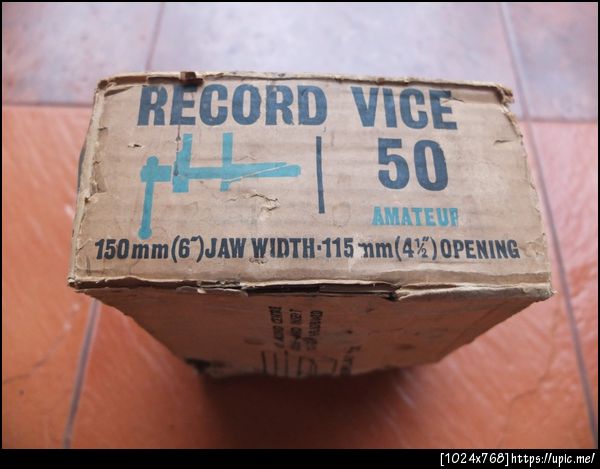 RECORD VICE
50
AMATEUR
150mm(6")JAW WIDTH·115mm(4½")OPENING
[1024x768]https://upic.me/